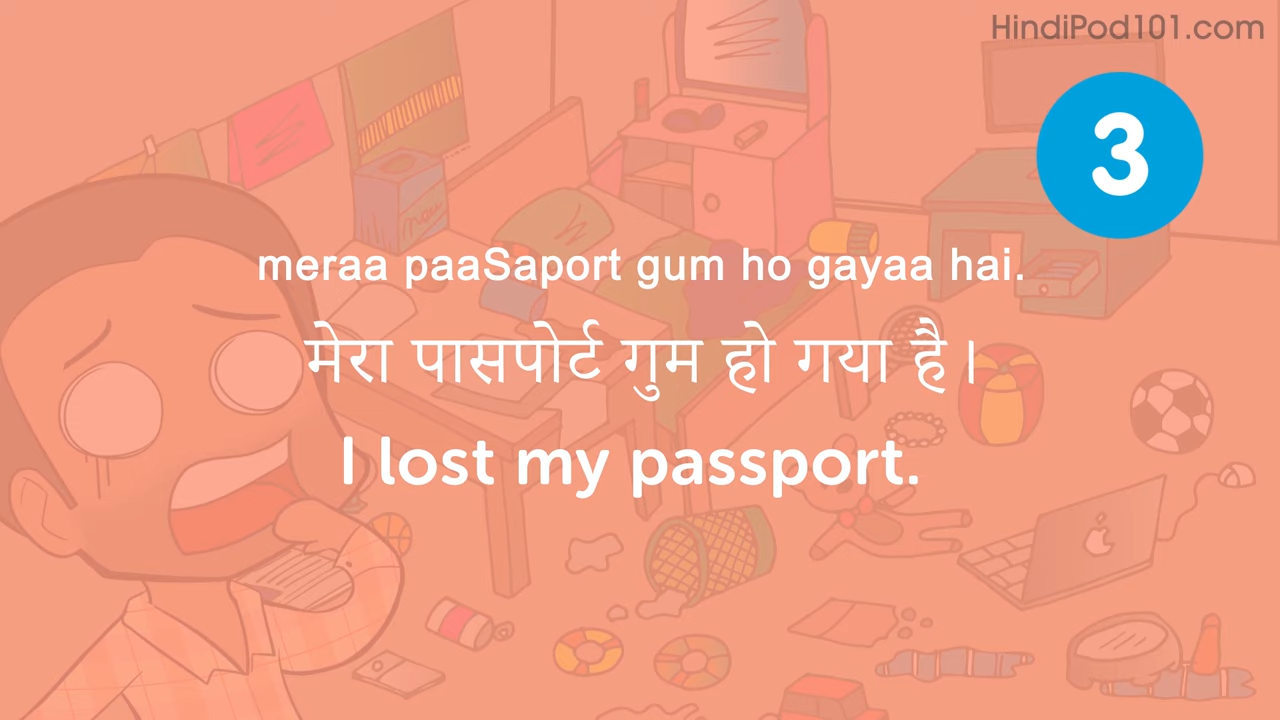 HindiPod101.com
3
meraa paaSaport gum ho gayaa hai.
मेरा पासपोर्ट गुम हो गया है।
I lost my passport.